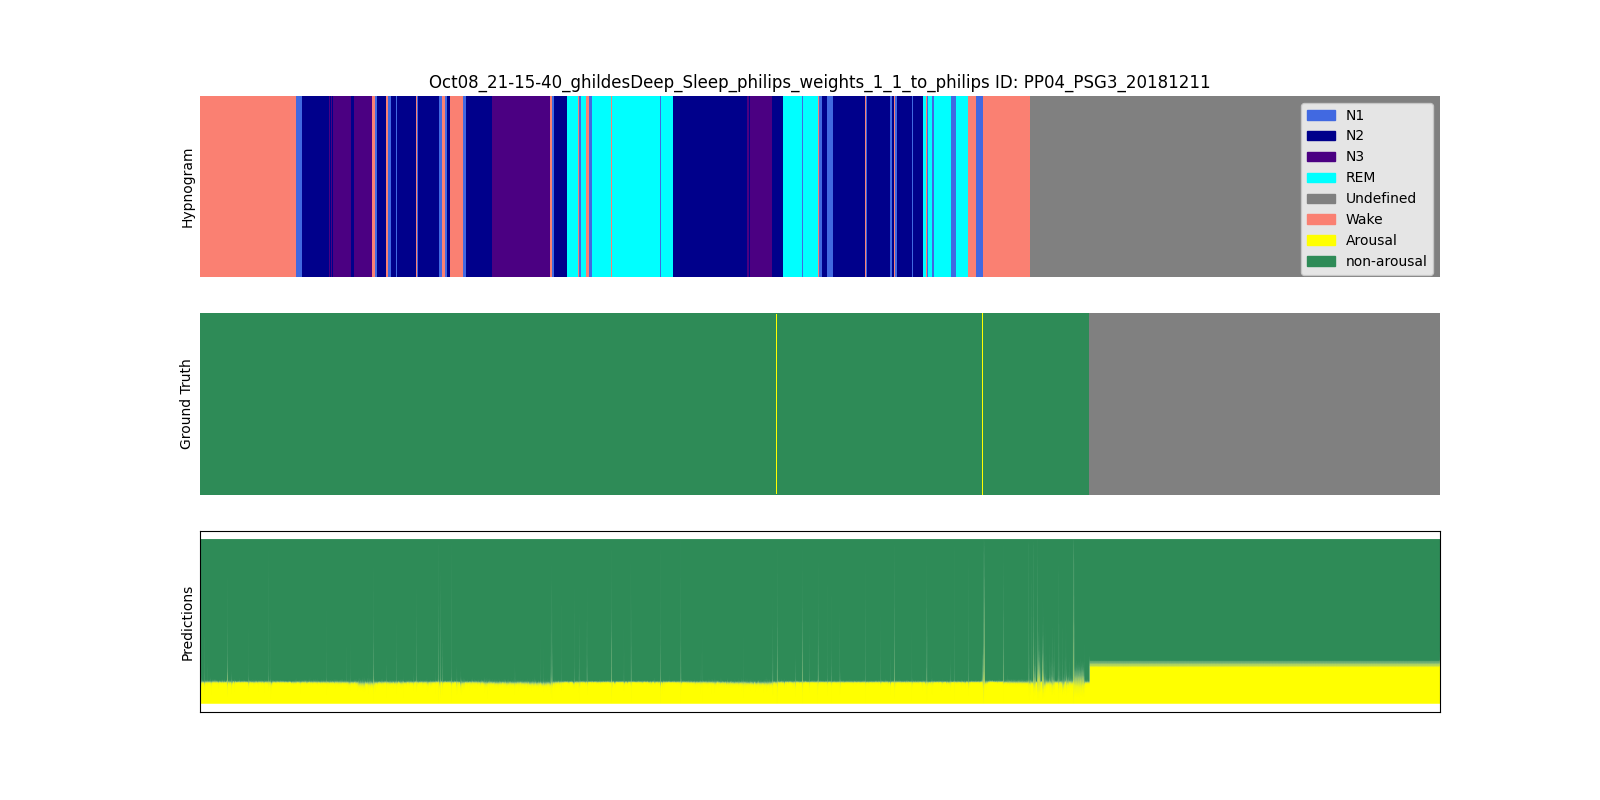 Oct08_21-15-40_ghildesDeep_Sleep_philips_weights_1_1_to_philips ID: PP04_PSG3_20181211
Hypnogram
N1
N2
N3
REM
Undefined
Wake
Arousal
non-arousal
Ground Truth
Predictions